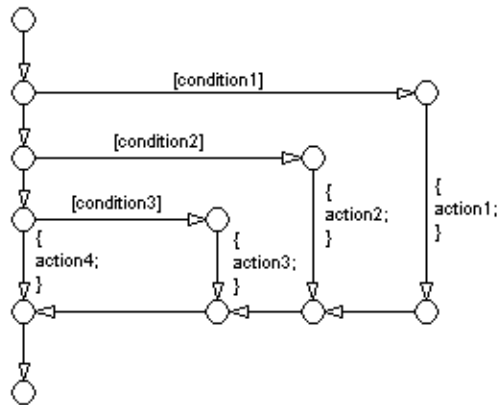 [condition1]
[condition2]
[condition3]
{
action4;
}
{
action3;
}
{
action2;
}
{
action1;
}